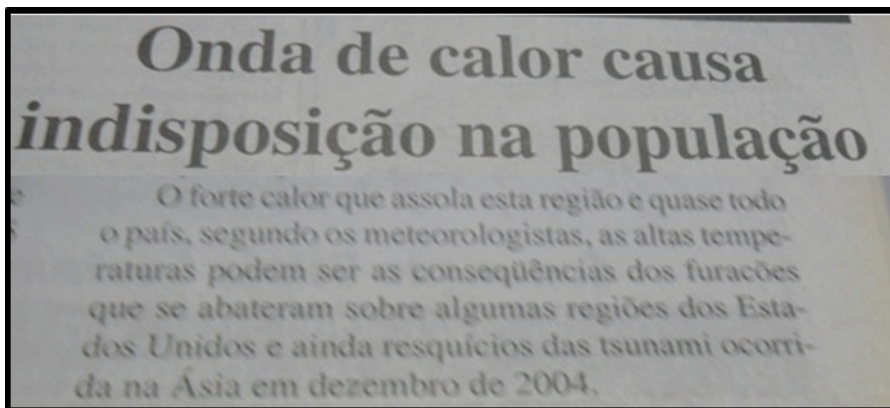 Onda de calor causa
indisposição na população
O forte calor que assola esta região e quase todo
o país, segundo os meteorologistas, as altas tempe-
raturas podem ser as conseqüências dos furacões
que se abateram sobre algumas regiões dos Esta-
dos Unidos e ainda resquícios das tsunami ocorri-
da na Ásia em dezembro de 2004.